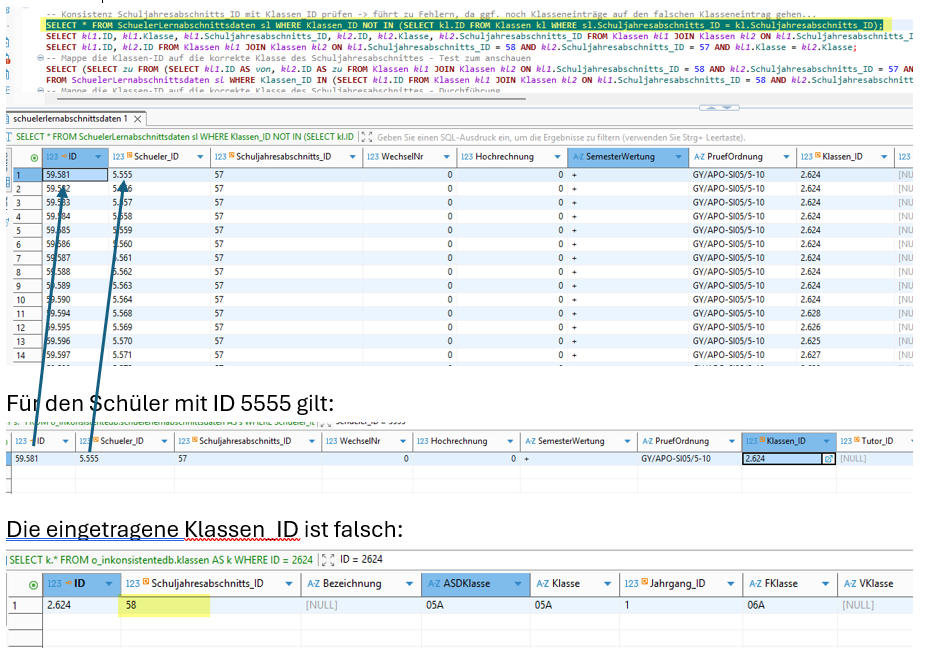 -- Konsistenz Schuljahresabschnitts_ID mit Klassen_ID prüfen -> führt zu Fehlern, da ggf. noch Klasseneinträge auf den falschen Klasseneintrag gehen...
SELECT * FROM SchuelerLernabschnittsdaten sl WHERE Klassen_ID NOT IN (SELECT kl.ID FROM Klassen kl WHERE sl.Schuljahresabschnitts_ID = kl.Schuljahresabschnitts_ID);
SELECT kl1.ID, kl1.Klasse, kl1.Schuljahresabschnitts_ID, kl2.ID, kl2.Klasse, kl2.Schuljahresabschnitts_ID FROM Klassen kl1 JOIN Klassen kl2 ON kl1.Schuljahresabschnitts_I
SELECT kl1.ID, kl2.ID FROM Klassen kl1 JOIN Klassen kl2 ON kl1.Schuljahresabschnitts_ID = 58 AND kl2.Schuljahresabschnitts_ID = 57 AND kl1.Klasse = kl2.Klasse;
-- Mappe die Klassen-ID auf die korrekte Klasse des Schuljahresabschnittes - Test zum anschauen
SELECT (SELECT zu FROM (SELECT kl1.ID AS von, kl2.ID AS zu FROM Klassen kl1 JOIN Klassen kl2 ON kl1.Schuljahresabschnitts_ID = 58 AND kl2.Schuljahresabschnitts_ID = 57 AN
FROM SchuelerLernabschnittsdaten sl WHERE Klassen_ID IN (SELECT kl1.ID FROM Klassen kl1 JOIN Klassen kl2 ON kl1.Schuljahresabschnitts_ID = 58 AND kl2.Schuljahresabschnit
-- Mappe die Klassen-ID auf die korrekte Klasse des Schuljahresabschnittes - Durchführung
schuelerlernabschnittsdaten 1
SELECT * FROM SchuelerLernabschnittsdaten sl WHERE Klassen_ID NOT IN (SELECT kl.ID Geben Sie einen SQL-Ausdruck ein, um die Ergebnisse zu filtern (verwenden Sie Strg+ Leertaste).
123 ID 123 Schueler_ID 123 Schuljahresabschnitts_ID 123 WechselNr 123 Hochrechnung A-Z SemesterWertung A-Z PruefOrdnung 123 Klassen_ID 123
1 59.581 5.555 57 0 0 + GY/APO-SI05/5-10 2.624 [NU
2 57 0 0 + GY/APO-SI05/5-10 2.624 [NU
3 57 0 0 + GY/APO-SI05/5-10 2.624 [NU
4 57 0 0 + GY/APO-SI05/5-10 2.624 [NU
5 57 0 0 + GY/APO-SI05/5-10 2.624 [NU
6 59.586 5.560 57 0 0 + GY/APO-SI05/5-10 2.624 [NU
7 59.587 5.561 57 0 0 + GY/APO-SI05/5-10 2.624 [NU
8 59.588 5.562 57 0 0 + GY/APO-SI05/5-10 2.624 [NU
9 59.589 5.563 57 0 0 + GY/APO-SI05/5-10 2.624 [NU
10 59.590 5.564 57 0 0 + GY/APO-SI05/5-10 2.624 [NU
11 59.594 5.568 57 0 0 + GY/APO-SI05/5-10 2.628 [NU
12 59.595 5.569 57 0 0 + GY/APO-SI05/5-10 2.626 [NU
13 59.596 5.570 57 0 0 + GY/APO-SI05/5-10 2.625 [NU
14 59.597 5.571 57 0 0 + GY/APO-SI05/5-10 2.627 [NU
Für den Schüler mit ID 5555 gilt:
123 ID 123 Schueler_ID 123 Schuljahresabschnitts_ID 123 WechselNr 123 Hochrechnung A-Z SemesterWertung A-Z PruefOrdnung 123 Klassen_ID 123 Tutor_ID
59.581 5.555 57 0 0 + GY/APO-SI05/5-10 2.624 [NULL]
Die eingetragene Klassen_ID ist falsch:
SELECT k.* FROM o_inkonsistentedb.klassen AS k WHERE ID = 2624 ID = 2624
123 ID 123 Schuljahresabschnitts_ID A-Z Bezeichnung A-Z ASDKlasse A-Z Klasse 123 Jahrgang_ID A-Z FKlasse A-Z VKlasse
1 2.624 58 [NULL] 05A 05A 1 06A [NULL]